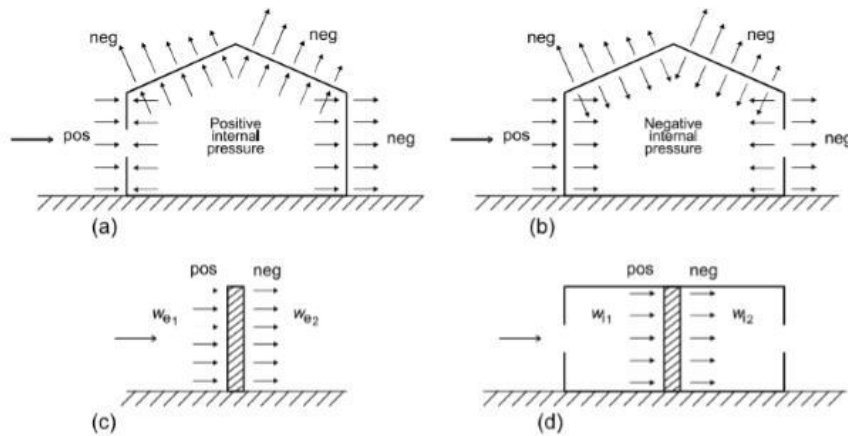 neg
neg
pos
Positive
internal
pressure
neg
(a)
neg
neg
pos
Negative
internal
pressure
neg
(b)
pos neg
we1
we2
(c)
pos neg
wi1
wi2
(d)